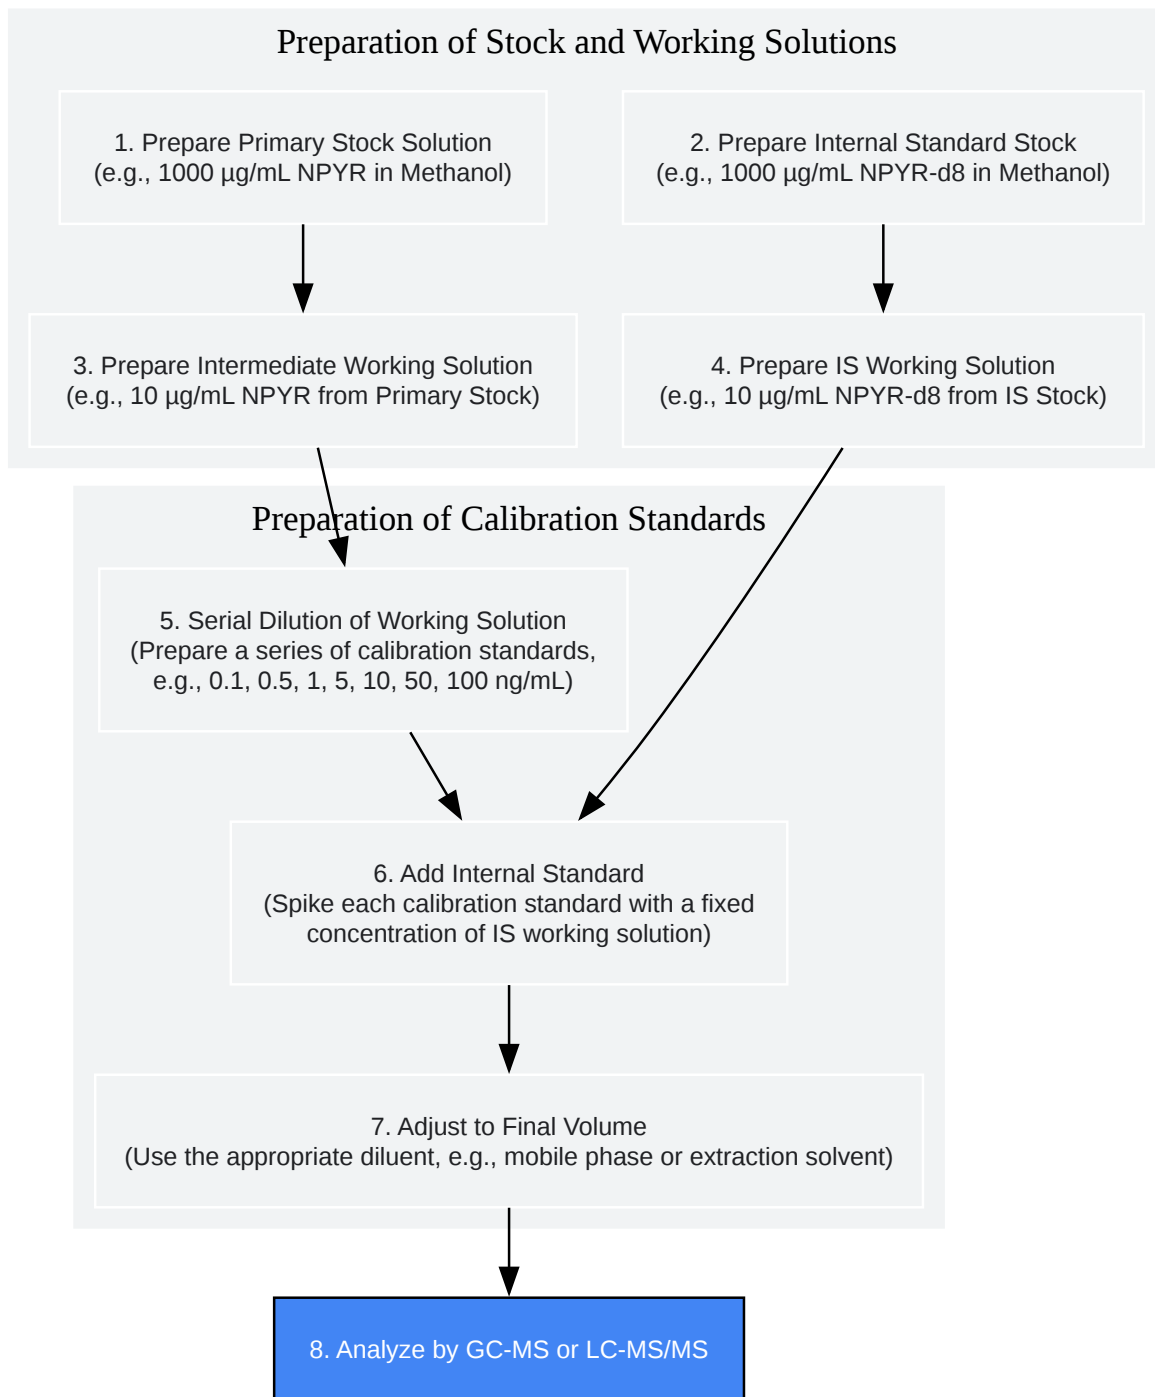 Preparation of Stock and Working Solutions
1. Prepare Primary Stock Solution
(e.g., 1000 µg/mL NPYR in Methanol)
2. Prepare Internal Standard Stock
(e.g., 1000 µg/mL NPYR-d8 in Methanol)
3. Prepare Intermediate Working Solution
(e.g., 10 µg/mL NPYR from Primary Stock)
4. Prepare IS Working Solution
(e.g., 10 µg/mL NPYR-d8 from IS Stock)
Preparation of Calibration Standards
5. Serial Dilution of Working Solution
(Prepare a series of calibration standards,
e.g., 0.1, 0.5, 1, 5, 10, 50, 100 ng/mL)
6. Add Internal Standard
(Spike each calibration standard with a fixed
concentration of IS working solution)
7. Adjust to Final Volume
(Use the appropriate diluent, e.g., mobile phase or extraction solvent)
8. Analyze by GC-MS or LC-MS/MS